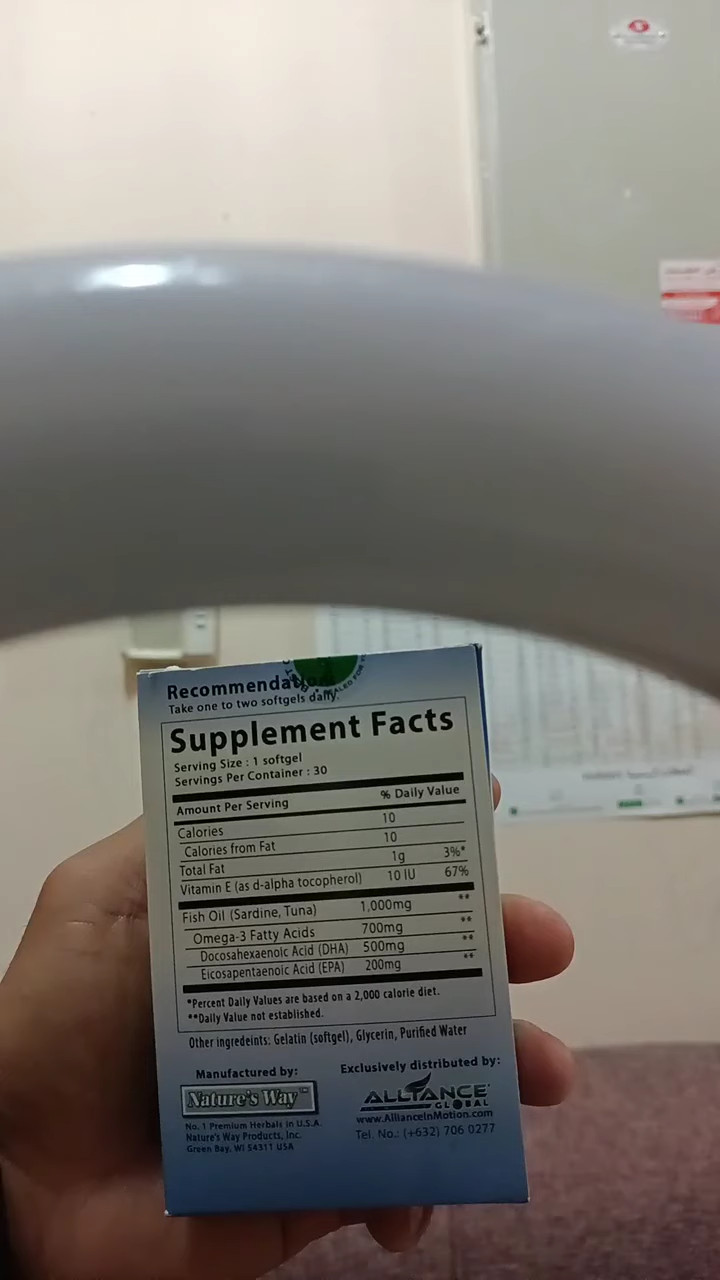 Recommendat
Take one to two softgels daily.
Supplement Facts
Serving Size : 1 softgel
Servings Per Container : 30
Amount Per Serving % Daily Value
Calories 10
Calories from Fat 10
Total Fat 1g 3%*
Vitamin E (as d-alpha tocopherol) 10 IU 67%
Fish Oil (Sardine, Tuna) 1,000mg **
Omega-3 Fatty Acids 700mg **
Docosahexaenoic Acid (DHA) 500mg **
Eicosapentaenoic Acid (EPA) 200mg **
*Percent Daily Values are based on a 2,000 calorie diet.
**Daily Value not established.
Other ingredeints: Gelatin (softgel), Glycerin, Purified Water
Manufactured by:
Nature's Way™
No. 1 Premium Herbals in U.S.A.
Nature's Way Products, Inc.
Green Bay, WI 54311 USA
Exclusively distributed by:
ALLIANCE
GLOBAL
www.AllianceInMotion.com
Tel. No.: (+632) 706 0277